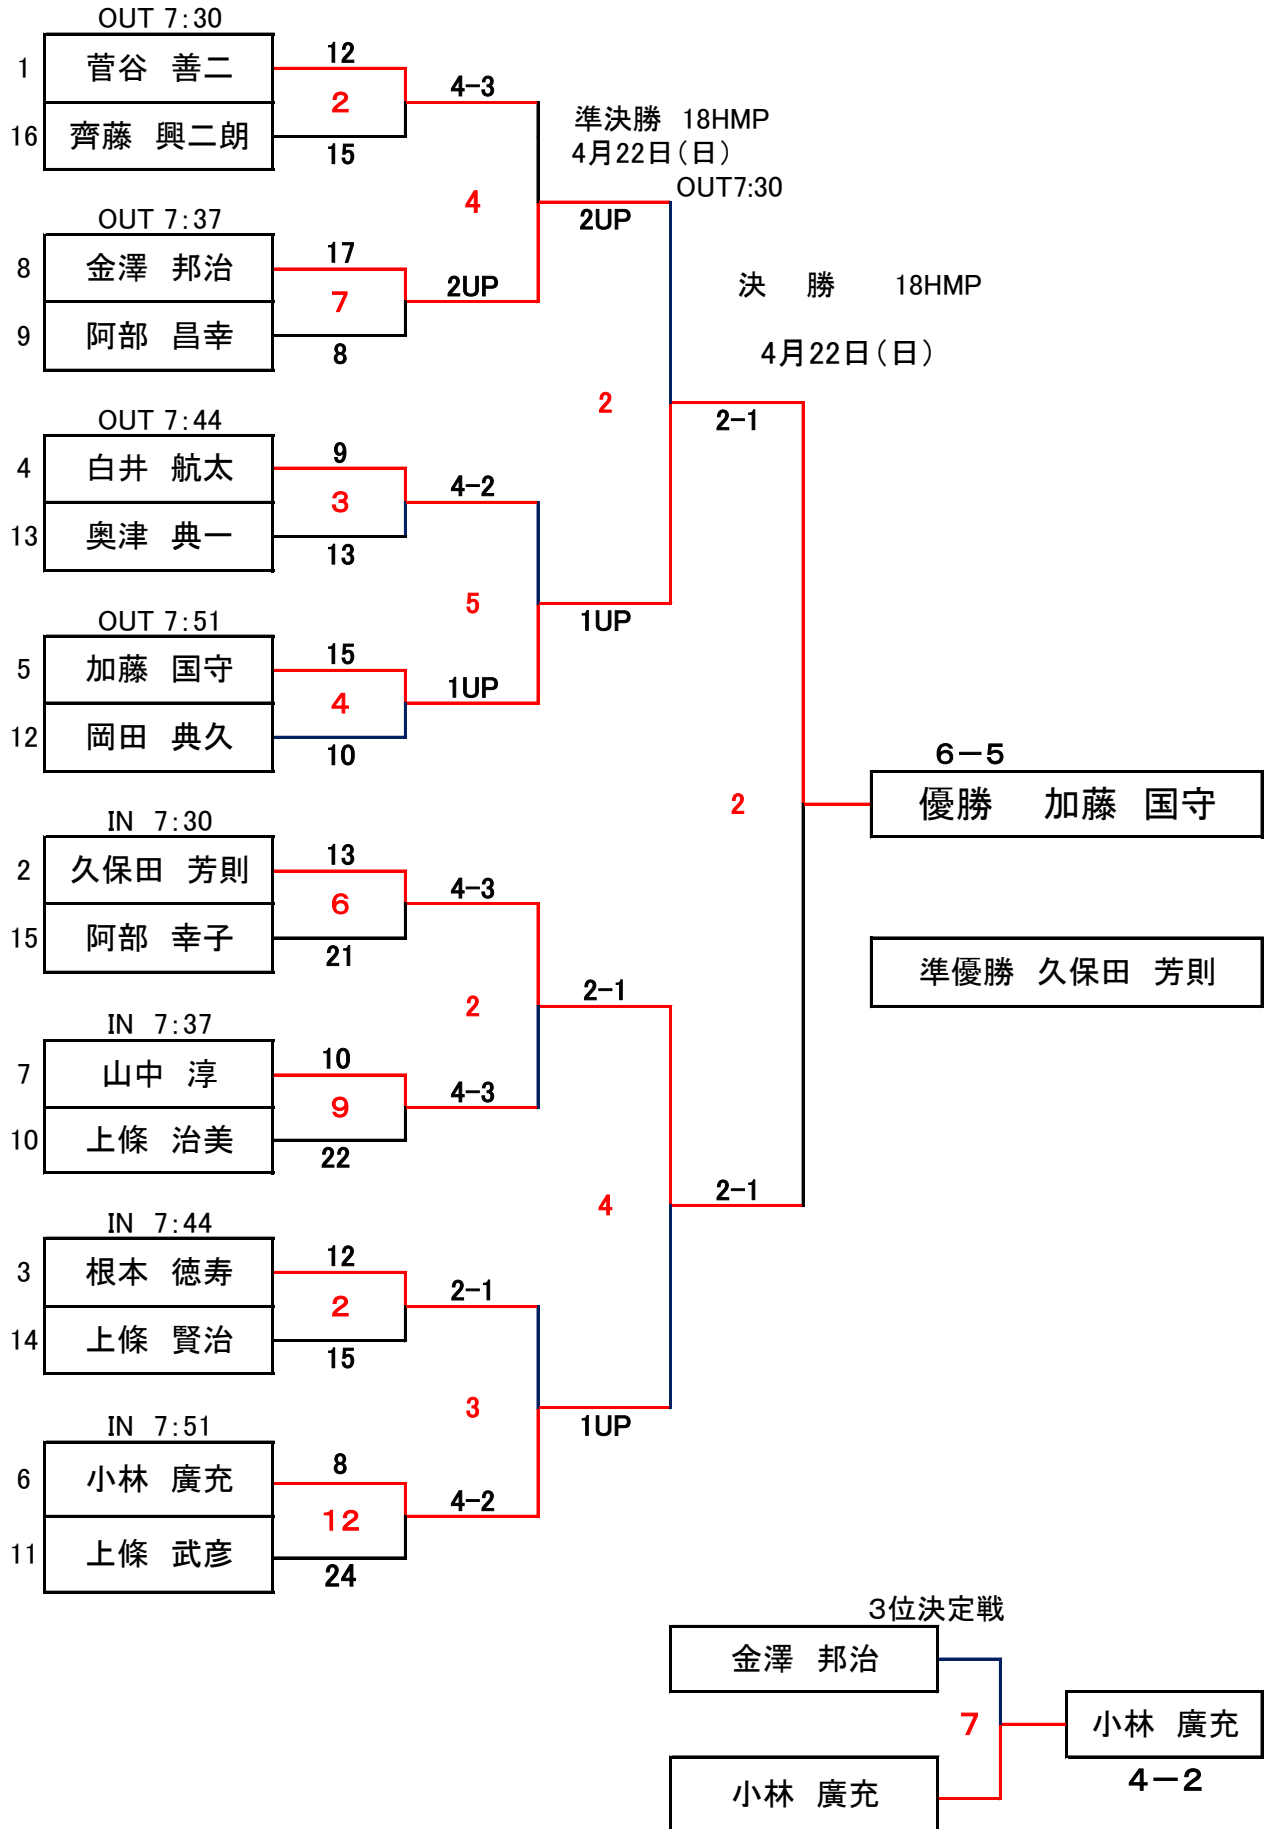 OUT 7:30
1 菅谷 善二 12
4-3
2
16 齊藤 興二朗 15
準決勝 18HMP
4月22日(日)
OUT7:30
4
2UP
OUT 7:37
8 金澤 邦治 17
2UP
7
9 阿部 昌幸 8
決 勝 18HMP
4月22日(日)
2
2-1
OUT 7:44
4 白井 航太 9
4-2
3
13 奥津 典一 13
5
1UP
OUT 7:51
5 加藤 国守 15
1UP
4
12 岡田 典久 10
6-5
2
優勝 加藤 国守
IN 7:30
2 久保田 芳則 13
4-3
6
15 阿部 幸子 21
準優勝 久保田 芳則
2
2-1
IN 7:37
7 山中 淳 10
4-3
9
10 上條 治美 22
4
2-1
IN 7:44
3 根本 徳寿 12
2-1
2
14 上條 賢治 15
3
1UP
IN 7:51
6 小林 廣充 8
4-2
12
11 上條 武彦 24
3位決定戦
金澤 邦治
7
小林 廣充
4-2
小林 廣充